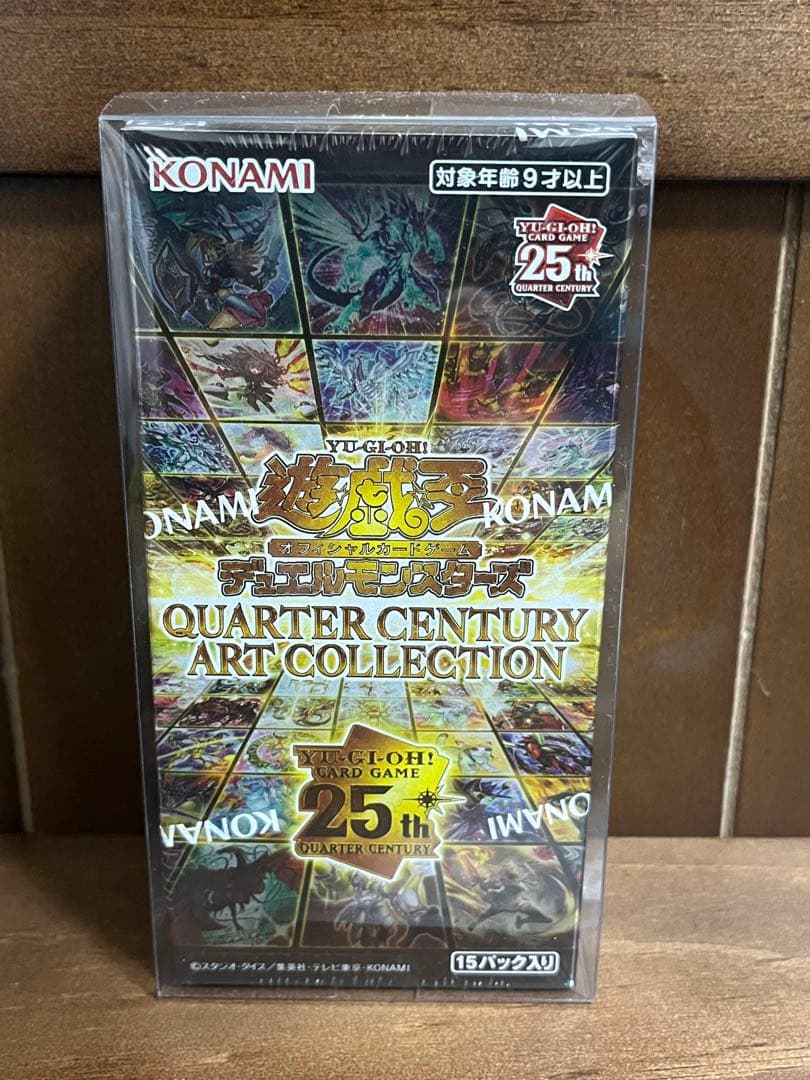 KONAMI
対象年齢9才以上
YU-GI-OH!
CARD GAME
25th
QUARTER CENTURY
YU-GI-OH!
遊戯王
ONAMI
KONAM
オフィシャルカードゲーム
デュエルモンスターズ
QUARTER CENTURY
ART COLLECTION
YU-GI-OH!
CARD GAME
25th
QUARTER CENTURY
KONAMI
KONAMI
15パック入り
©スタジオ・ダイス/集英社・テレビ東京・KONAMI